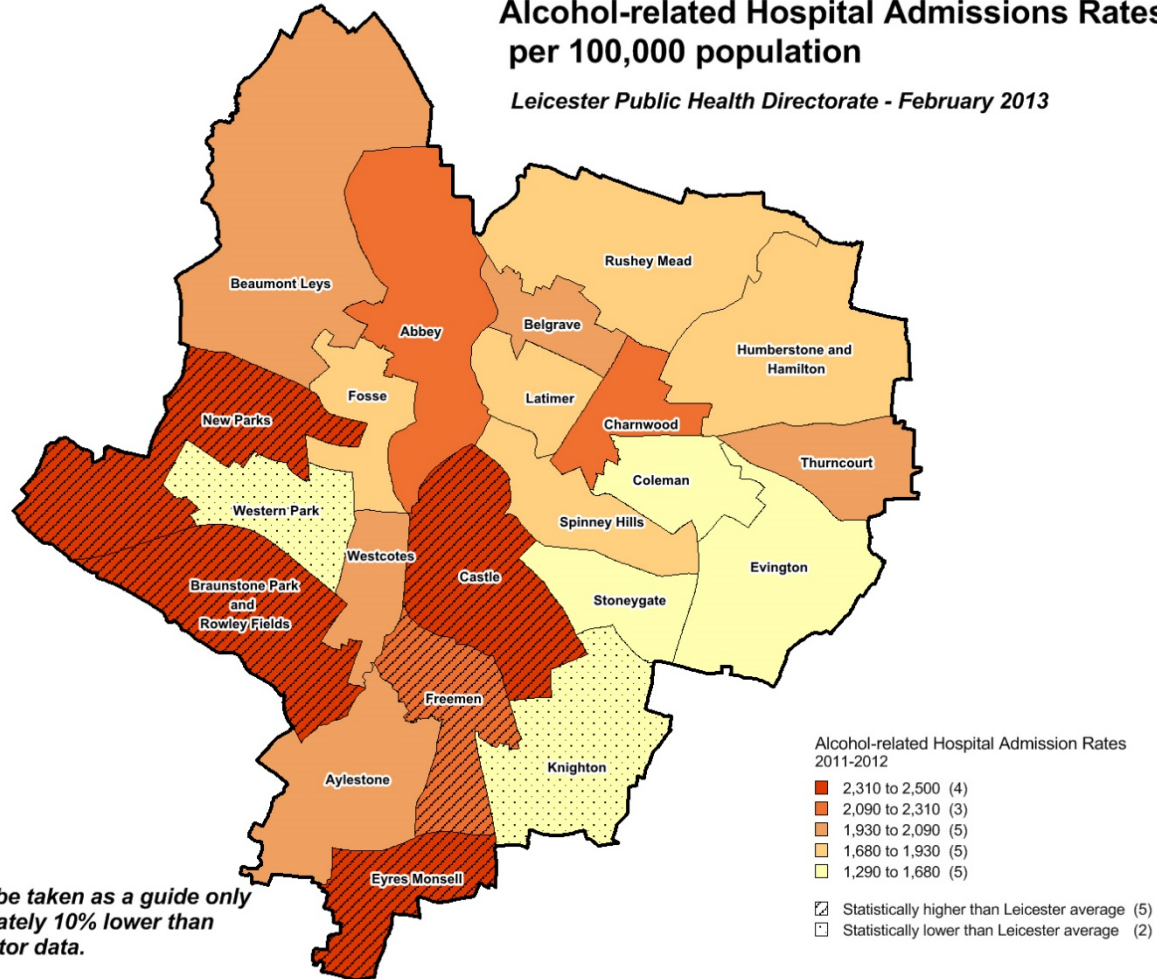 Alcohol-related Hospital Admissions Rates
per 100,000 population
Leicester Public Health Directorate - February 2013
Rushey Mead
Beaumont Leys
Belgrave
Abbey
Humberstone and
Hamilton
Fosse
Latimer
New Parks
Charnwood
Thurncourt
Coleman
Western Park
Spinney Hills
Westcotes
Evington
Castle
Braunstone Park
and
Rowley Fields
Stoneygate
Freemen
Knighton
Aylestone
Eyres Monsell
Alcohol-related Hospital Admission Rates
2011-2012
2,310 to 2,500 (4)
2,090 to 2,310 (3)
1,930 to 2,090 (5)
1,680 to 1,930 (5)
1,290 to 1,680 (5)
Statistically higher than Leicester average (5)
Statistically lower than Leicester average (2)
be taken as a guide only
ately 10% lower than
tor data.